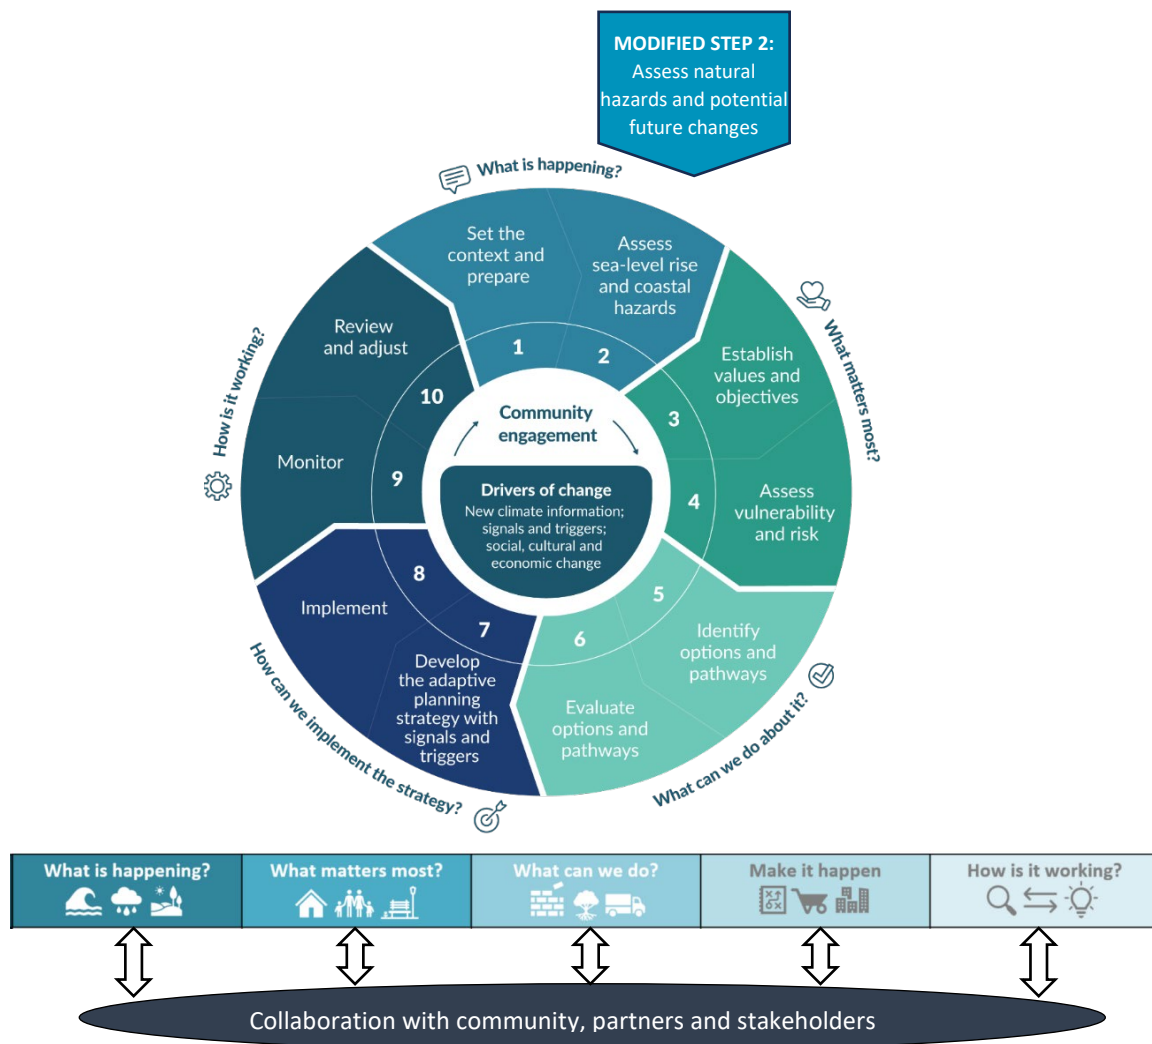 MODIFIED STEP 2:
Assess natural
hazards and potential
future changes
What is happening?
Set the
context and
prepare
1
Assess
sea-level rise
and coastal
hazards
2
What matters most?
Establish
values and
objectives
3
Assess
vulnerability
and risk
4
What can we do about it?
Identify
options and
pathways
5
Evaluate
options and
pathways
6
How can we implement the strategy?
Develop
the adaptive
planning
strategy with
signals and
triggers
7
Implement
8
How is it working?
Monitor
9
Review
and adjust
10
Community
engagement
Drivers of change
New climate information;
signals and triggers;
social, cultural and
economic change
What is happening?
What matters most?
What can we do?
Make it happen
How is it working?
Collaboration with community, partners and stakeholders